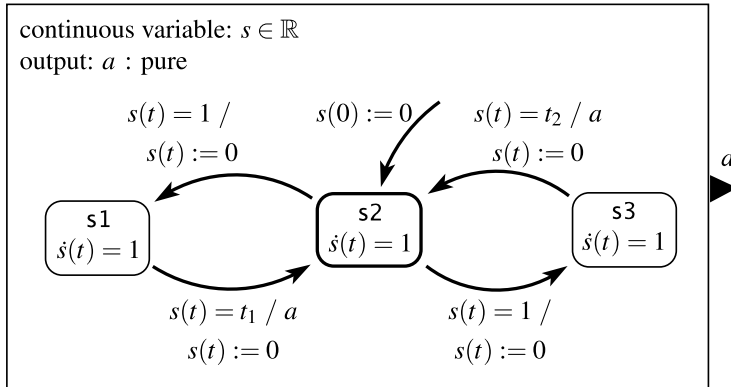 continuous variable: s ∈ ℝ
output: a : pure
s(t) = 1 /
s(t) := 0
s(0) := 0
s(t) = t₂ / a
s(t) := 0
a
s1
ṡ(t) = 1
s2
ṡ(t) = 1
s3
ṡ(t) = 1
s(t) = t₁ / a
s(t) := 0
s(t) = 1 /
s(t) := 0